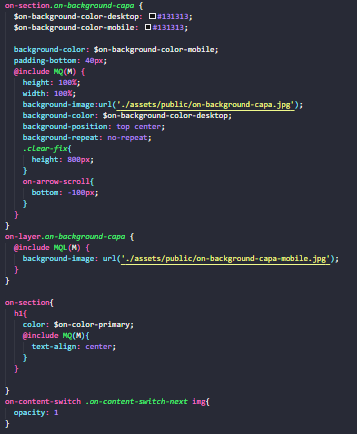 on-section.on-background-capa {
$on-background-color-desktop: #131313;
$on-background-color-mobile: #131313;
background-color: $on-background-color-mobile;
padding-bottom: 40px;
@include MQ(M) {
height: 100%;
width: 100%;
background-image:url('./assets/public/on-background-capa.jpg');
background-color: $on-background-color-desktop;
background-position: top center;
background-repeat: no-repeat;
.clear-fix{
height: 800px;
}
on-arrow-scroll{
bottom: -100px;
}
}
}
on-layer.on-background-capa {
@include MQL(M) {
background-image: url('./assets/public/on-background-capa-mobile.jpg');
}
}
on-section{
h1{
color: $on-color-primary;
@include MQ(M){
text-align: center;
}
}
}
on-content-switch .on-content-switch-next img{
opacity: 1
}